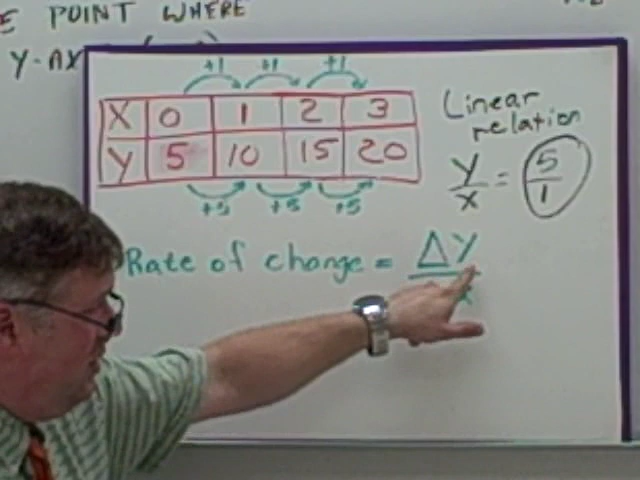 E POINT WHERE
Y-AX
+1 +1 +1
X 0 1 2 3
Y 5 10 15 20
+5 +5 +5
Linear
relation
Y/X = 5/1
Rate of change = ΔY
X